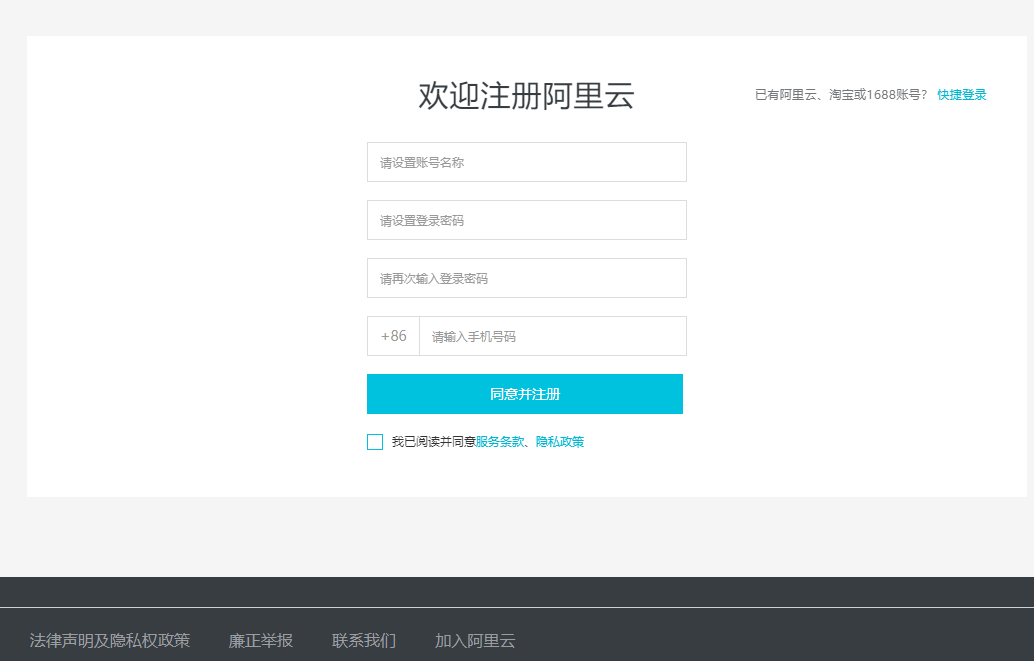 欢迎注册阿里云
已有阿里云、淘宝或1688账号? 快捷登录
请设置账号名称
请设置登录密码
请再次输入登录密码
+86 请输入手机号码
同意并注册
我已阅读并同意服务条款、隐私政策
法律声明及隐私权政策 廉正举报 联系我们 加入阿里云